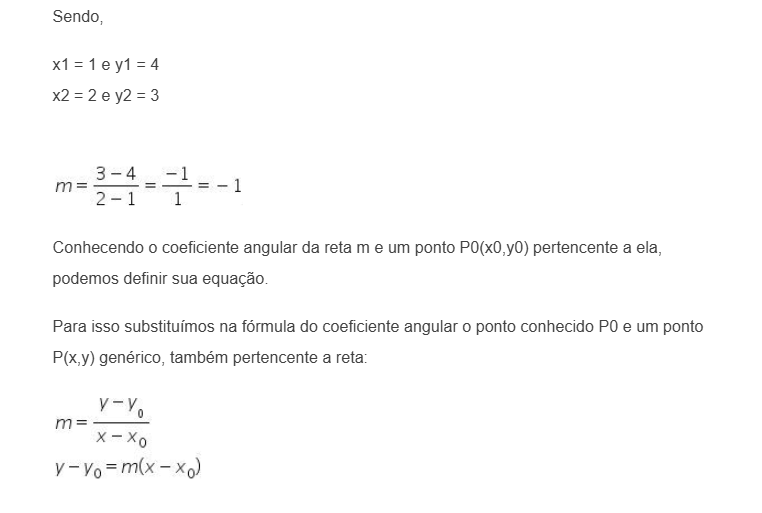 Sendo,
x1 = 1 e y1 = 4
x2 = 2 e y2 = 3
m = \frac{3 - 4}{2 - 1} = \frac{-1}{1} = - 1
Conhecendo o coeficiente angular da reta m e um ponto P0(x0,y0) pertencente a ela,
podemos definir sua equação.
Para isso substituímos na fórmula do coeficiente angular o ponto conhecido P0 e um ponto
P(x,y) genérico, também pertencente a reta:
m = \frac{y - y_0}{x - x_0}
y - y_0 = m(x - x_0)